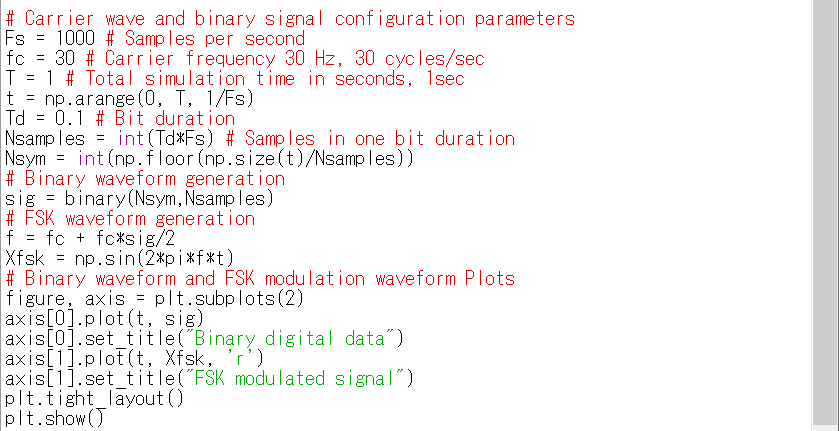 # Carrier wave and binary signal configuration parameters
Fs = 1000 # Samples per second
fc = 30 # Carrier frequency 30 Hz, 30 cycles/sec
T = 1 # Total simulation time in seconds, 1sec
t = np.arange(0, T, 1/Fs)
Td = 0.1 # Bit duration
Nsamples = int(Td*Fs) # Samples in one bit duration
Nsym = int(np.floor(np.size(t)/Nsamples))
# Binary waveform generation
sig = binary(Nsym,Nsamples)
# FSK waveform generation
f = fc + fc*sig/2
Xfsk = np.sin(2*pi*f*t)
# Binary waveform and FSK modulation waveform Plots
figure, axis = plt.subplots(2)
axis[0].plot(t, sig)
axis[0].set_title("Binary digital data")
axis[1].plot(t, Xfsk, 'r')
axis[1].set_title("FSK modulated signal")
plt.tight_layout()
plt.show()